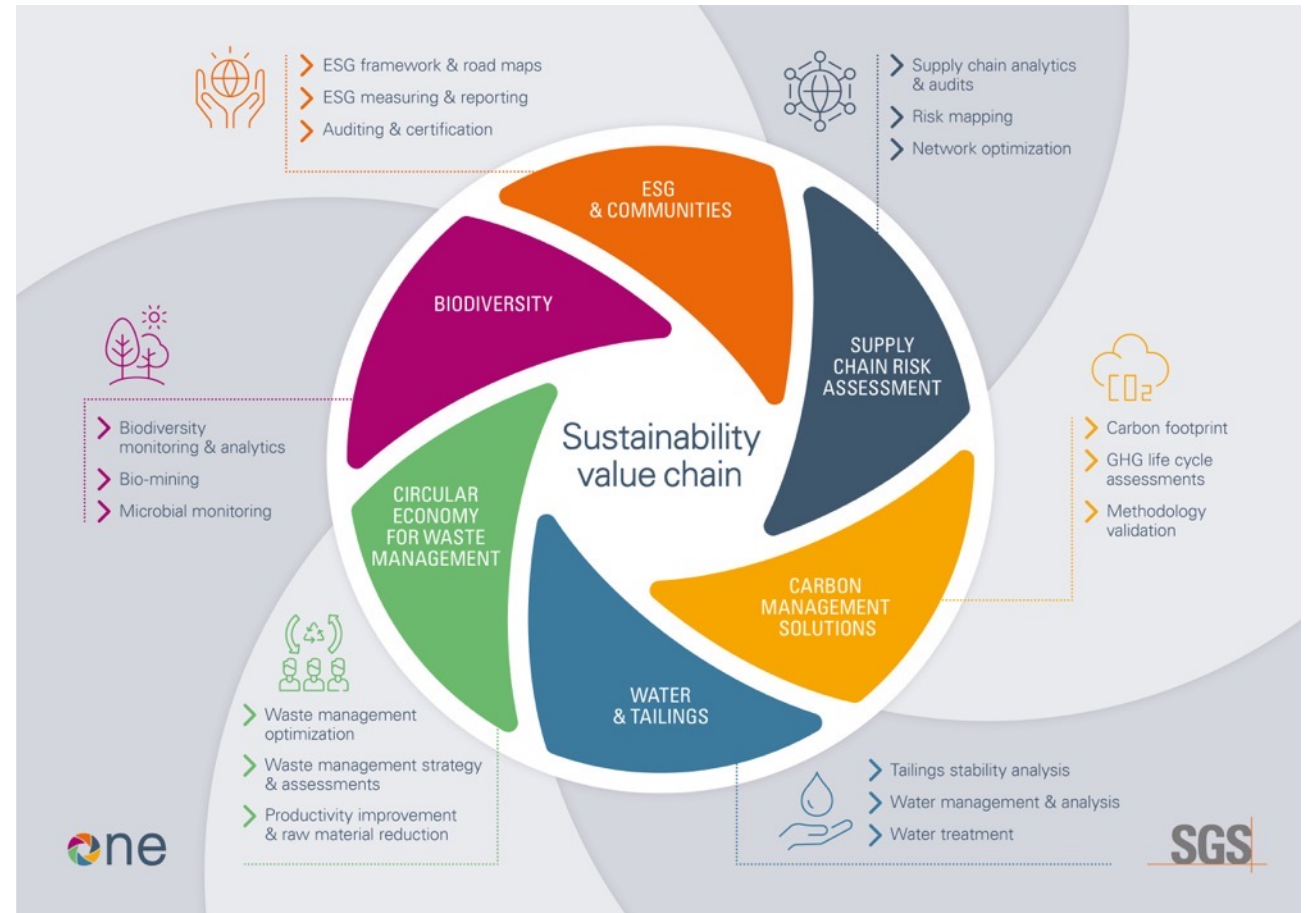 ESG framework & road maps
ESG measuring & reporting
Auditing & certification
Supply chain analytics
& audits
Risk mapping
Network optimization
ESG
& COMMUNITIES
BIODIVERSITY
SUPPLY
CHAIN RISK
ASSESSMENT
CO2
Carbon footprint
GHG life cycle
assessments
Methodology
validation
Biodiversity
monitoring & analytics
Bio-mining
Microbial monitoring
Sustainability
value chain
CIRCULAR
ECONOMY
FOR WASTE
MANAGEMENT
CARBON
MANAGEMENT
SOLUTIONS
WATER
& TAILINGS
Waste management
optimization
Waste management strategy
& assessments
Productivity improvement
& raw material reduction
Tailings stability analysis
Water management & analysis
Water treatment
one
SGS